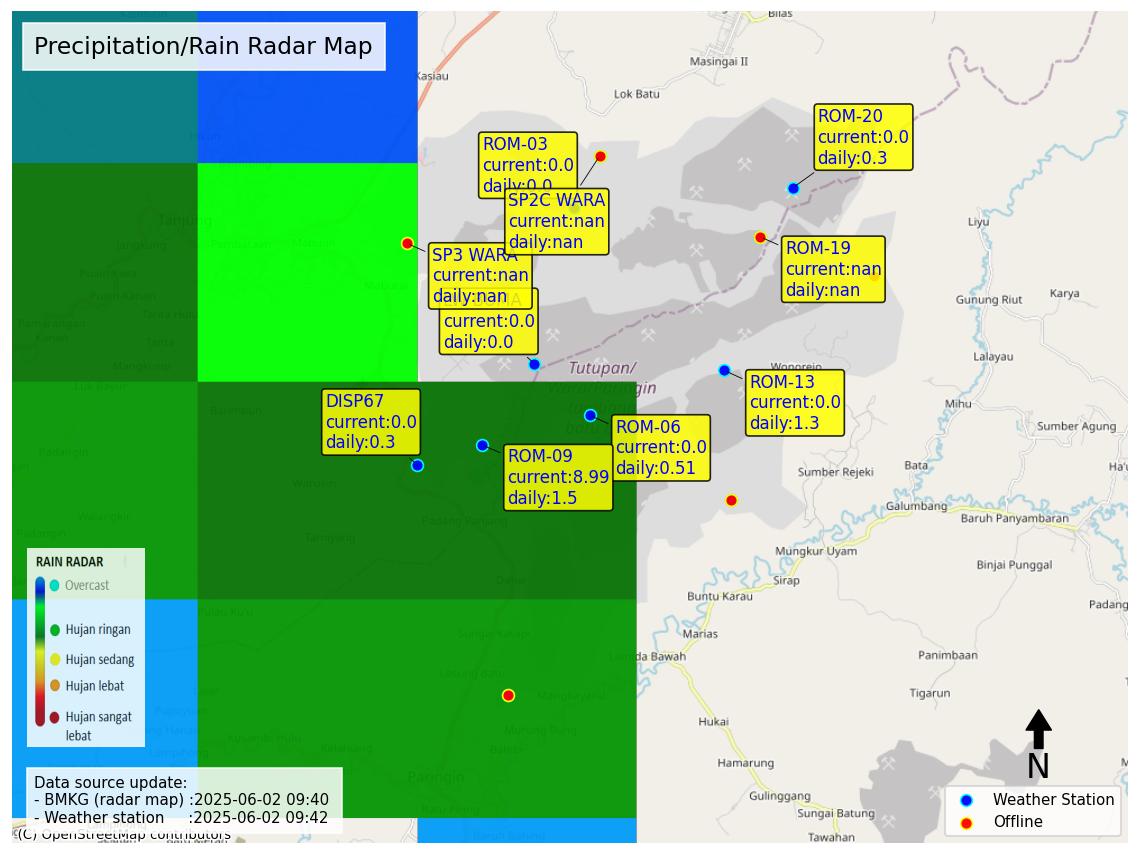 Precipitation/Rain Radar Map
Bilas
Masingai II
Kasiau
Lok Batu
ROM-20
current:0.0
daily:0.3
ROM-03
current:0.0
daily:0.0
SP2C WARA
current:nan
daily:nan
Tanjung
Liyu
SP3 WARA
current:nan
daily:nan
ROM-19
current:nan
daily:nan
current:0.0
daily:0.0
Gunung Riut
Karya
Lalayau
Wonorejo
Tutupan/
ROM-13
current:0.0
daily:1.3
Mihu
Sumber Agung
DISP67
current:0.0
daily:0.3
ROM-06
current:0.0
daily:0.51
ROM-09
current:8.99
daily:1.5
Bata
Sumber Rejeki
Galumbang
Baruh Panyambaran
Padang Panjang
Mungkur Uyam
Binjai Punggal
Sirap
Buntu Karau
Padang
Marias
Panimbaan
Tigarun
Hukai
Hamarung
Paringin
Gulinggang
Sungai Batung
Tawahan
RAIN RADAR
Overcast
Hujan ringan
Hujan sedang
Hujan lebat
Hujan sangat
lebat
Data source update:
- BMKG (radar map) :2025-06-02 09:40
- Weather station :2025-06-02 09:42
(C) OpenStreetMap contributors
N
Weather Station
Offline